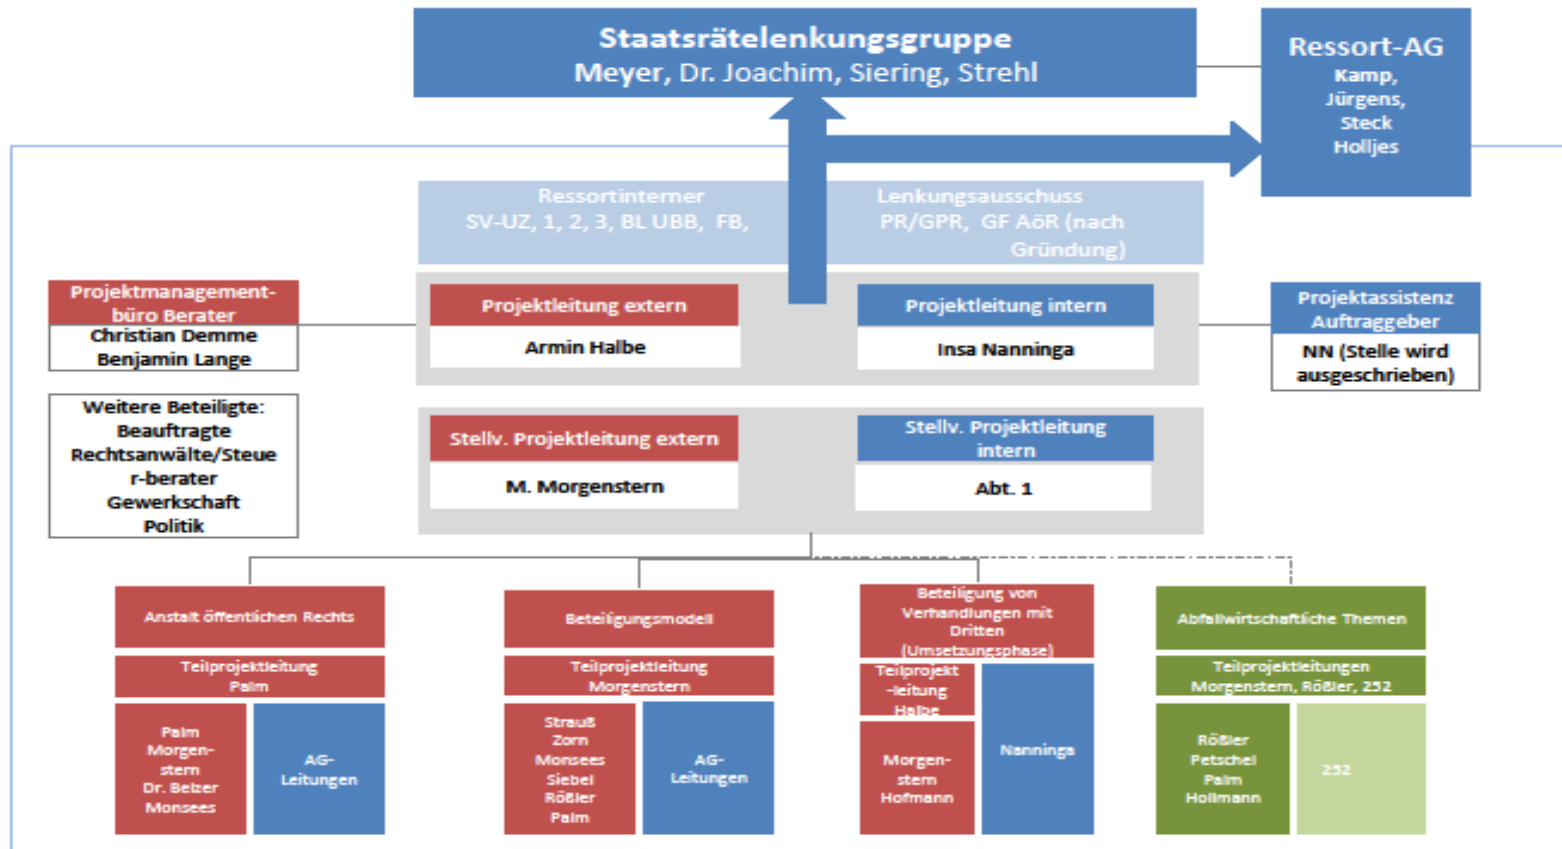 Staatsrätelenkungsgruppe
Meyer, Dr. Joachim, Siering, Strehl
Ressort-AG
Kamp,
Jürgens,
Steck
Holljes
Ressortinterner
SV-UZ, 1, 2, 3, BL UBB, FB,
Lenkungsausschuss
PR/GPR, GF AöR (nach
Gründung)
Projektmanagement-
büro Berater
Christian Demme
Benjamin Lange
Projektleitung extern
Armin Halbe
Projektleitung intern
Insa Nanninga
Projektassistenz
Auftraggeber
NN (Stelle wird
ausgeschrieben)
Weitere Beteiligte:
Beauftragte
Rechtsanwälte/Steue
r-berater
Gewerkschaft
Politik
Stellv. Projektleitung extern
M. Morgenstern
Stellv. Projektleitung
intern
Abt. 1
Anstalt öffentlichen Rechts
Teilprojektleitung
Palm
Palm
Morgen-
stern
Dr. Belzer
Monsees
AG-
Leitungen
Beteiligungsmodell
Teilprojektleitung
Morgenstern
Strauß
Zorn
Monsees
Siebel
Rößler
Palm
AG-
Leitungen
Beteiligung von
Verhandlungen mit
Dritten
(Umsetzungsphase)
Teilprojekt
-leitung
Halbe
Morgen-
stern
Hofmann
Nanninga
Abfallwirtschaftliche Themen
Teilprojektleitungen
Morgenstern, Rößler, 252
Rößler
Petschel
Palm
Hollmann
252